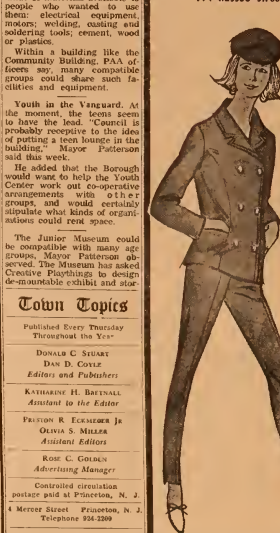 people who wanted to use
them: electrical equipment,
motors; welding, casting and
soldering tools; cement, wood
or plastics.
Within a building like the
Community Building, PAA of-
ficers say, many compatible
groups could share such fa-
cilities and equipment.
Youth in the Vanguard. At
the moment, the teens seem
to have the lead. "Council is
probably receptive to the idea
of putting a teen lounge in the
building," Mayor Patterson
said this week.
He added that the Borough
would want to help the Youth
Center work out co-operative
arrangements with other
groups, and would certainly
stipulate what kinds of organi-
zations could rent space.
The Junior Museum could
be compatible with many age
groups, Mayor Patterson ob-
served. The Museum has asked
Creative Playthings to design
de-mountable exhibit and stor-
Town Topics
Published Every Thursday
Throughout the Year
DONALD C. STUART
DAN D. COYLE
Editors and Publishers
KATHARINE H. BRETNALL
Assistant to the Editor
PRESTON R. ECKMEDER JR
OLIVIA S. MILLER
Assistant Editors
ROSE C. GOLDEN
Advertising Manager
Controlled circulation
postage paid at Princeton, N. J.
4 Mercer Street Princeton, N. J.
Telephone 924-2200